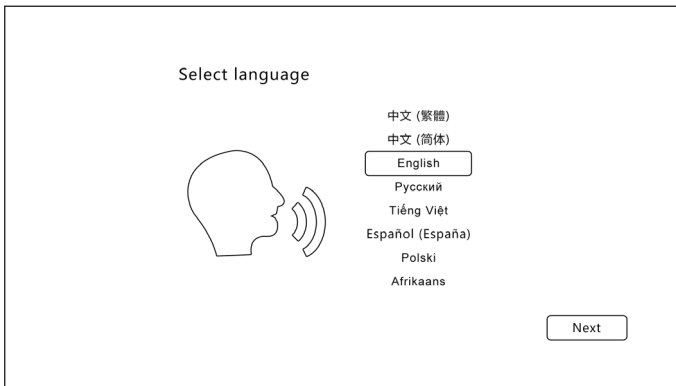 Select language
中文 (繁體)
中文 (简体)
English
Русский
Tiếng Việt
Español (España)
Polski
Afrikaans
Next